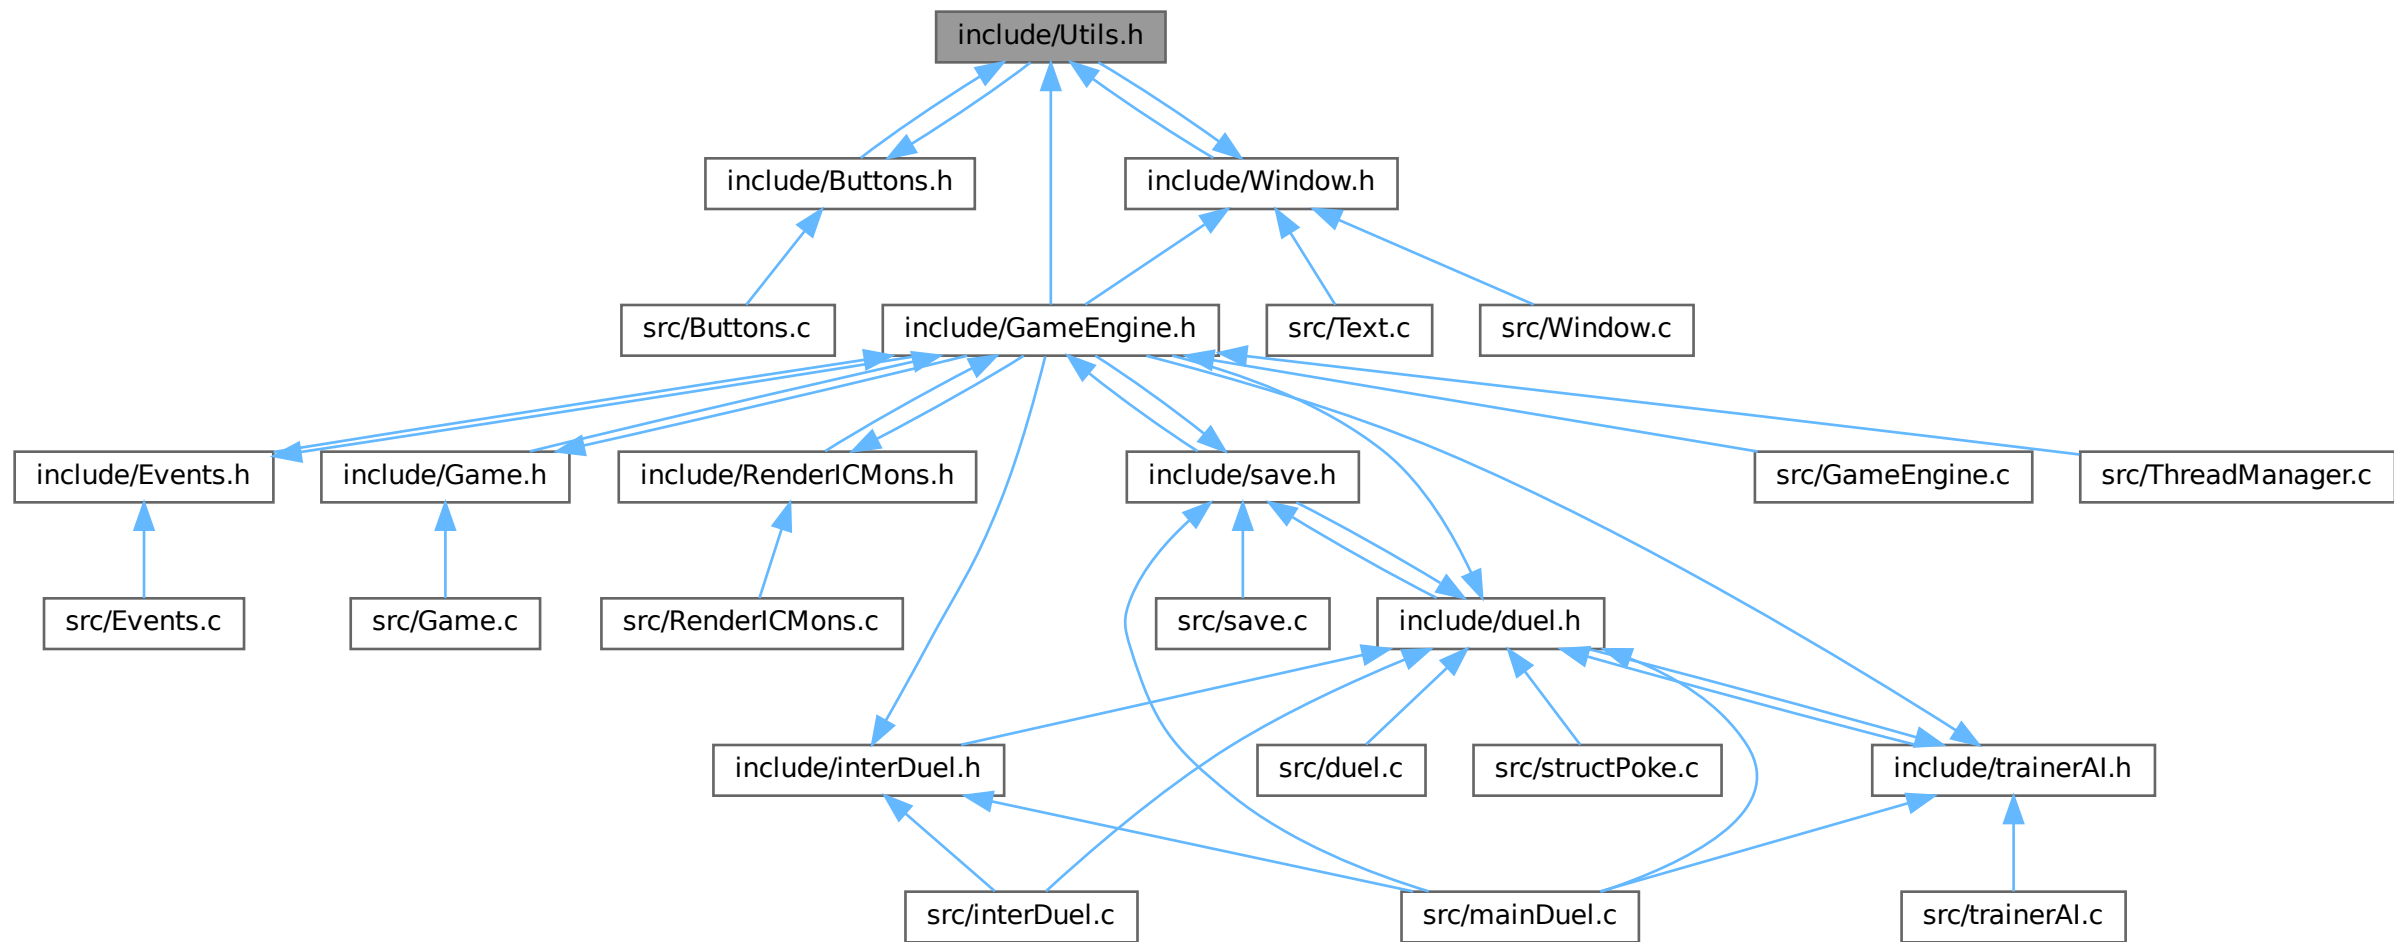 include/Utils.h
include/Buttons.h
include/Window.h
src/Buttons.c
include/GameEngine.h
src/Text.c
src/Window.c
include/Events.h
include/Game.h
include/RenderICMons.h
include/save.h
src/GameEngine.c
src/ThreadManager.c
src/Events.c
src/Game.c
src/RenderICMons.c
src/save.c
include/duel.h
include/interDuel.h
src/duel.c
src/structPoke.c
include/trainerAI.h
src/interDuel.c
src/mainDuel.c
src/trainerAI.c